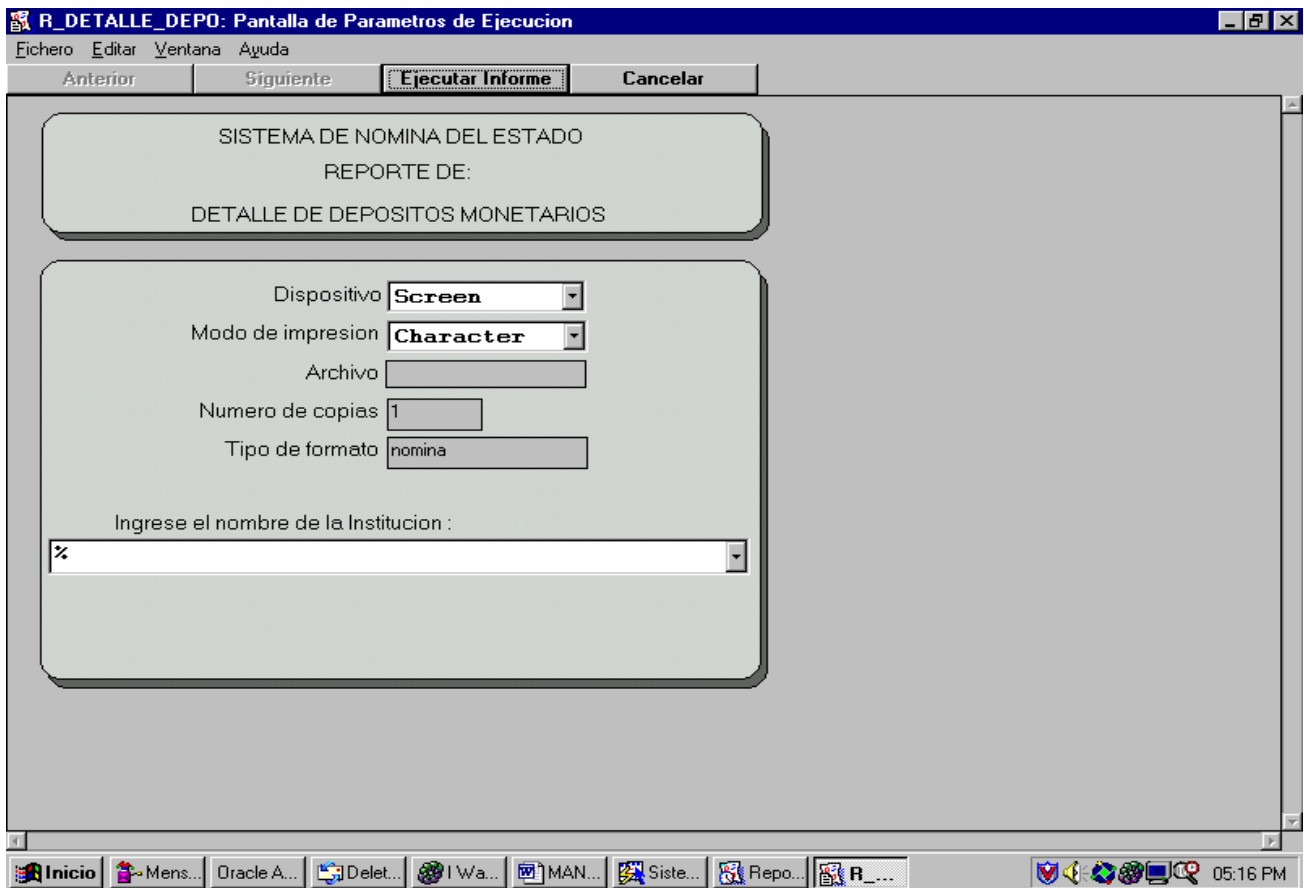 R_DETALLE_DEPO: Pantalla de Parametros de Ejecucion
Fichero Editar Ventana Ayuda
Anterior Siguiente Ejecutar Informe Cancelar
SISTEMA DE NOMINA DEL ESTADO
REPORTE DE:
DETALLE DE DEPOSITOS MONETARIOS
Dispositivo Screen
Modo de impresion Character
Archivo
Numero de copias 1
Tipo de formato nomina
Ingrese el nombre de la Institucion :
%
Inicio Mens... Oracle A... Delet... I Wa... MAN... Siste... Repo... R_... 05:16 PM